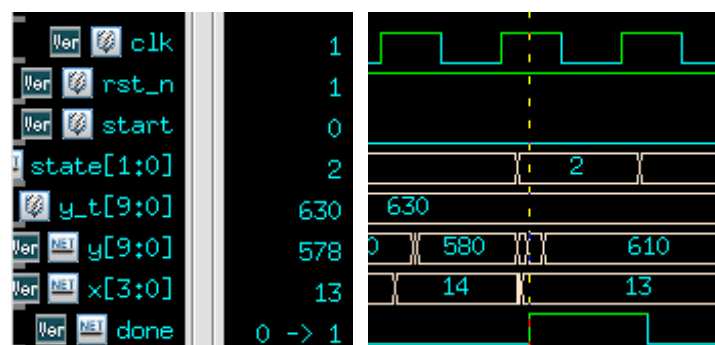 Ver clk 1
Ver rst_n 1
Ver start 0
state[1:0] 2 2
y_t[9:0] 630 630
Ver NET y[9:0] 578 0 580 610
Ver NET x[3:0] 13 14 13
Ver NET done 0 -> 1